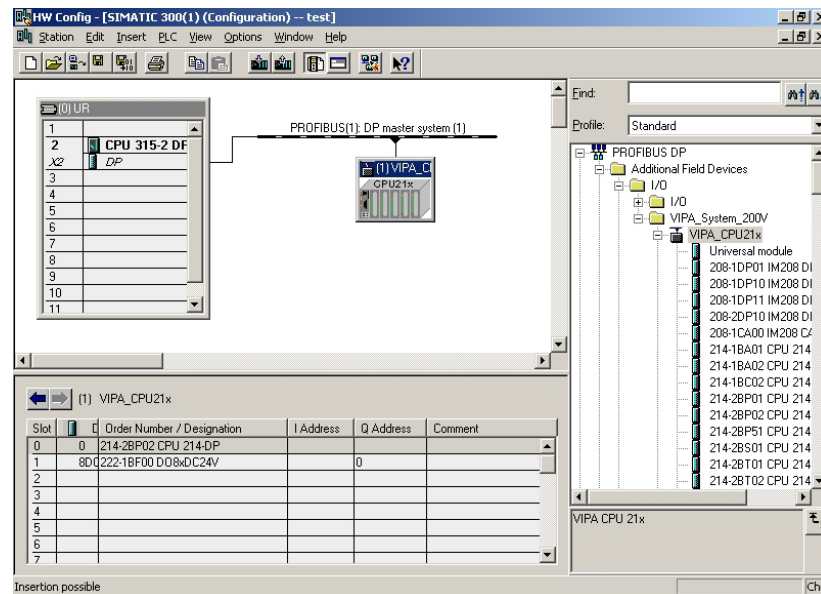 HW Config - [SIMATIC 300(1) (Configuration) -- test]
Station Edit Insert PLC View Options Window Help
(0) UR
1
2 CPU 315-2 DP
X2 DP
3
4
5
6
7
8
9
10
11
PROFIBUS(1): DP master system (1)
(1) VIPA_C
CPU21x
Find:
Profile: Standard
PROFIBUS DP
Additional Field Devices
I/O
I/O
VIPA_System_200V
VIPA_CPU21x
Universal module
208-1DP01 IM208 DI
208-1DP10 IM208 DI
208-1DP11 IM208 DI
208-2DP10 IM208 DI
208-1CA00 IM208 CA
214-1BA01 CPU 214
214-1BA02 CPU 214
214-1BC02 CPU 214
214-2BP01 CPU 214
214-2BP02 CPU 214
214-2BP51 CPU 214
214-2BS01 CPU 214
214-2BT01 CPU 214
214-2BT02 CPU 214
(1) VIPA_CPU21x
Slot Order Number / Designation I Address Q Address Comment
0 0 214-2BP02 CPU 214-DP
1 8DO 222-1BF00 DO8xDC24V 0
2
3
4
5
6
7
VIPA CPU 21x
Insertion possible
Ch